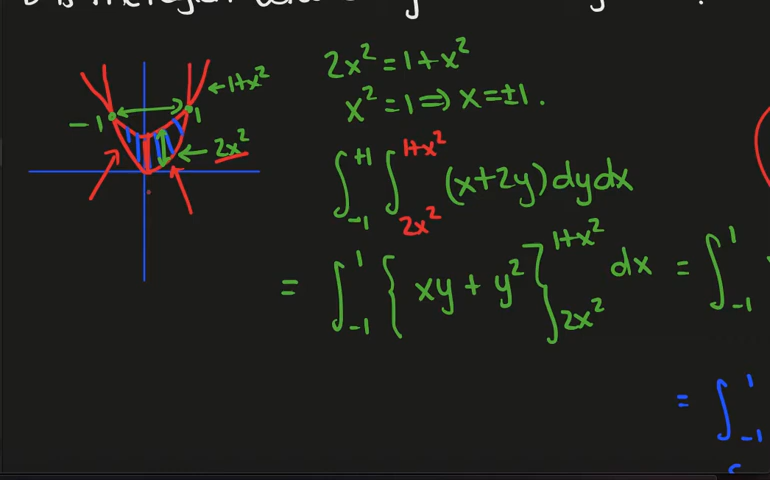 1+x²
-1
1
2x²
2x² = 1+x²
x² = 1 ⟹ x = ±1.
∫₋₁⁺¹ ∫_{2x²}^{1+x²} (x+2y) dy dx
= ∫₋₁¹ { xy + y² }_{2x²}^{1+x²} dx = ∫₋₁¹
= ∫₋₁¹